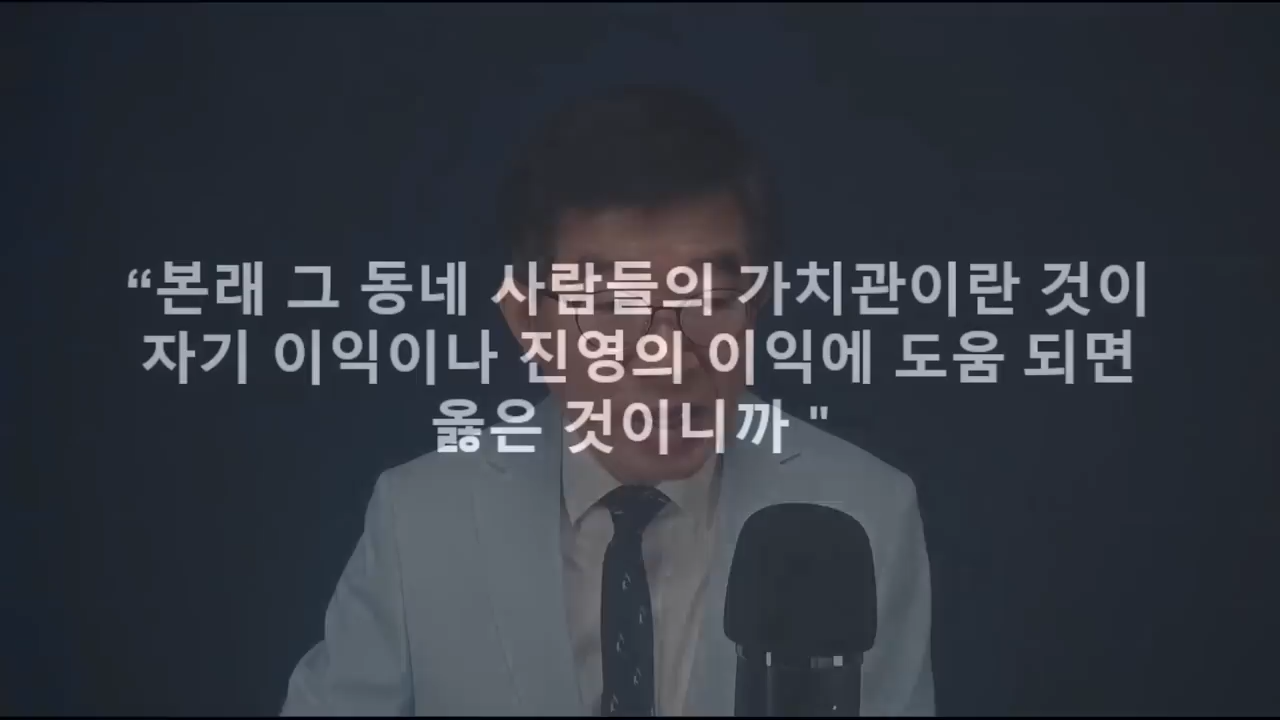 “본래 그 동네 사람들의 가치관이란 것이
자기 이익이나 진영의 이익에 도움 되면
옳은 것이니까 "